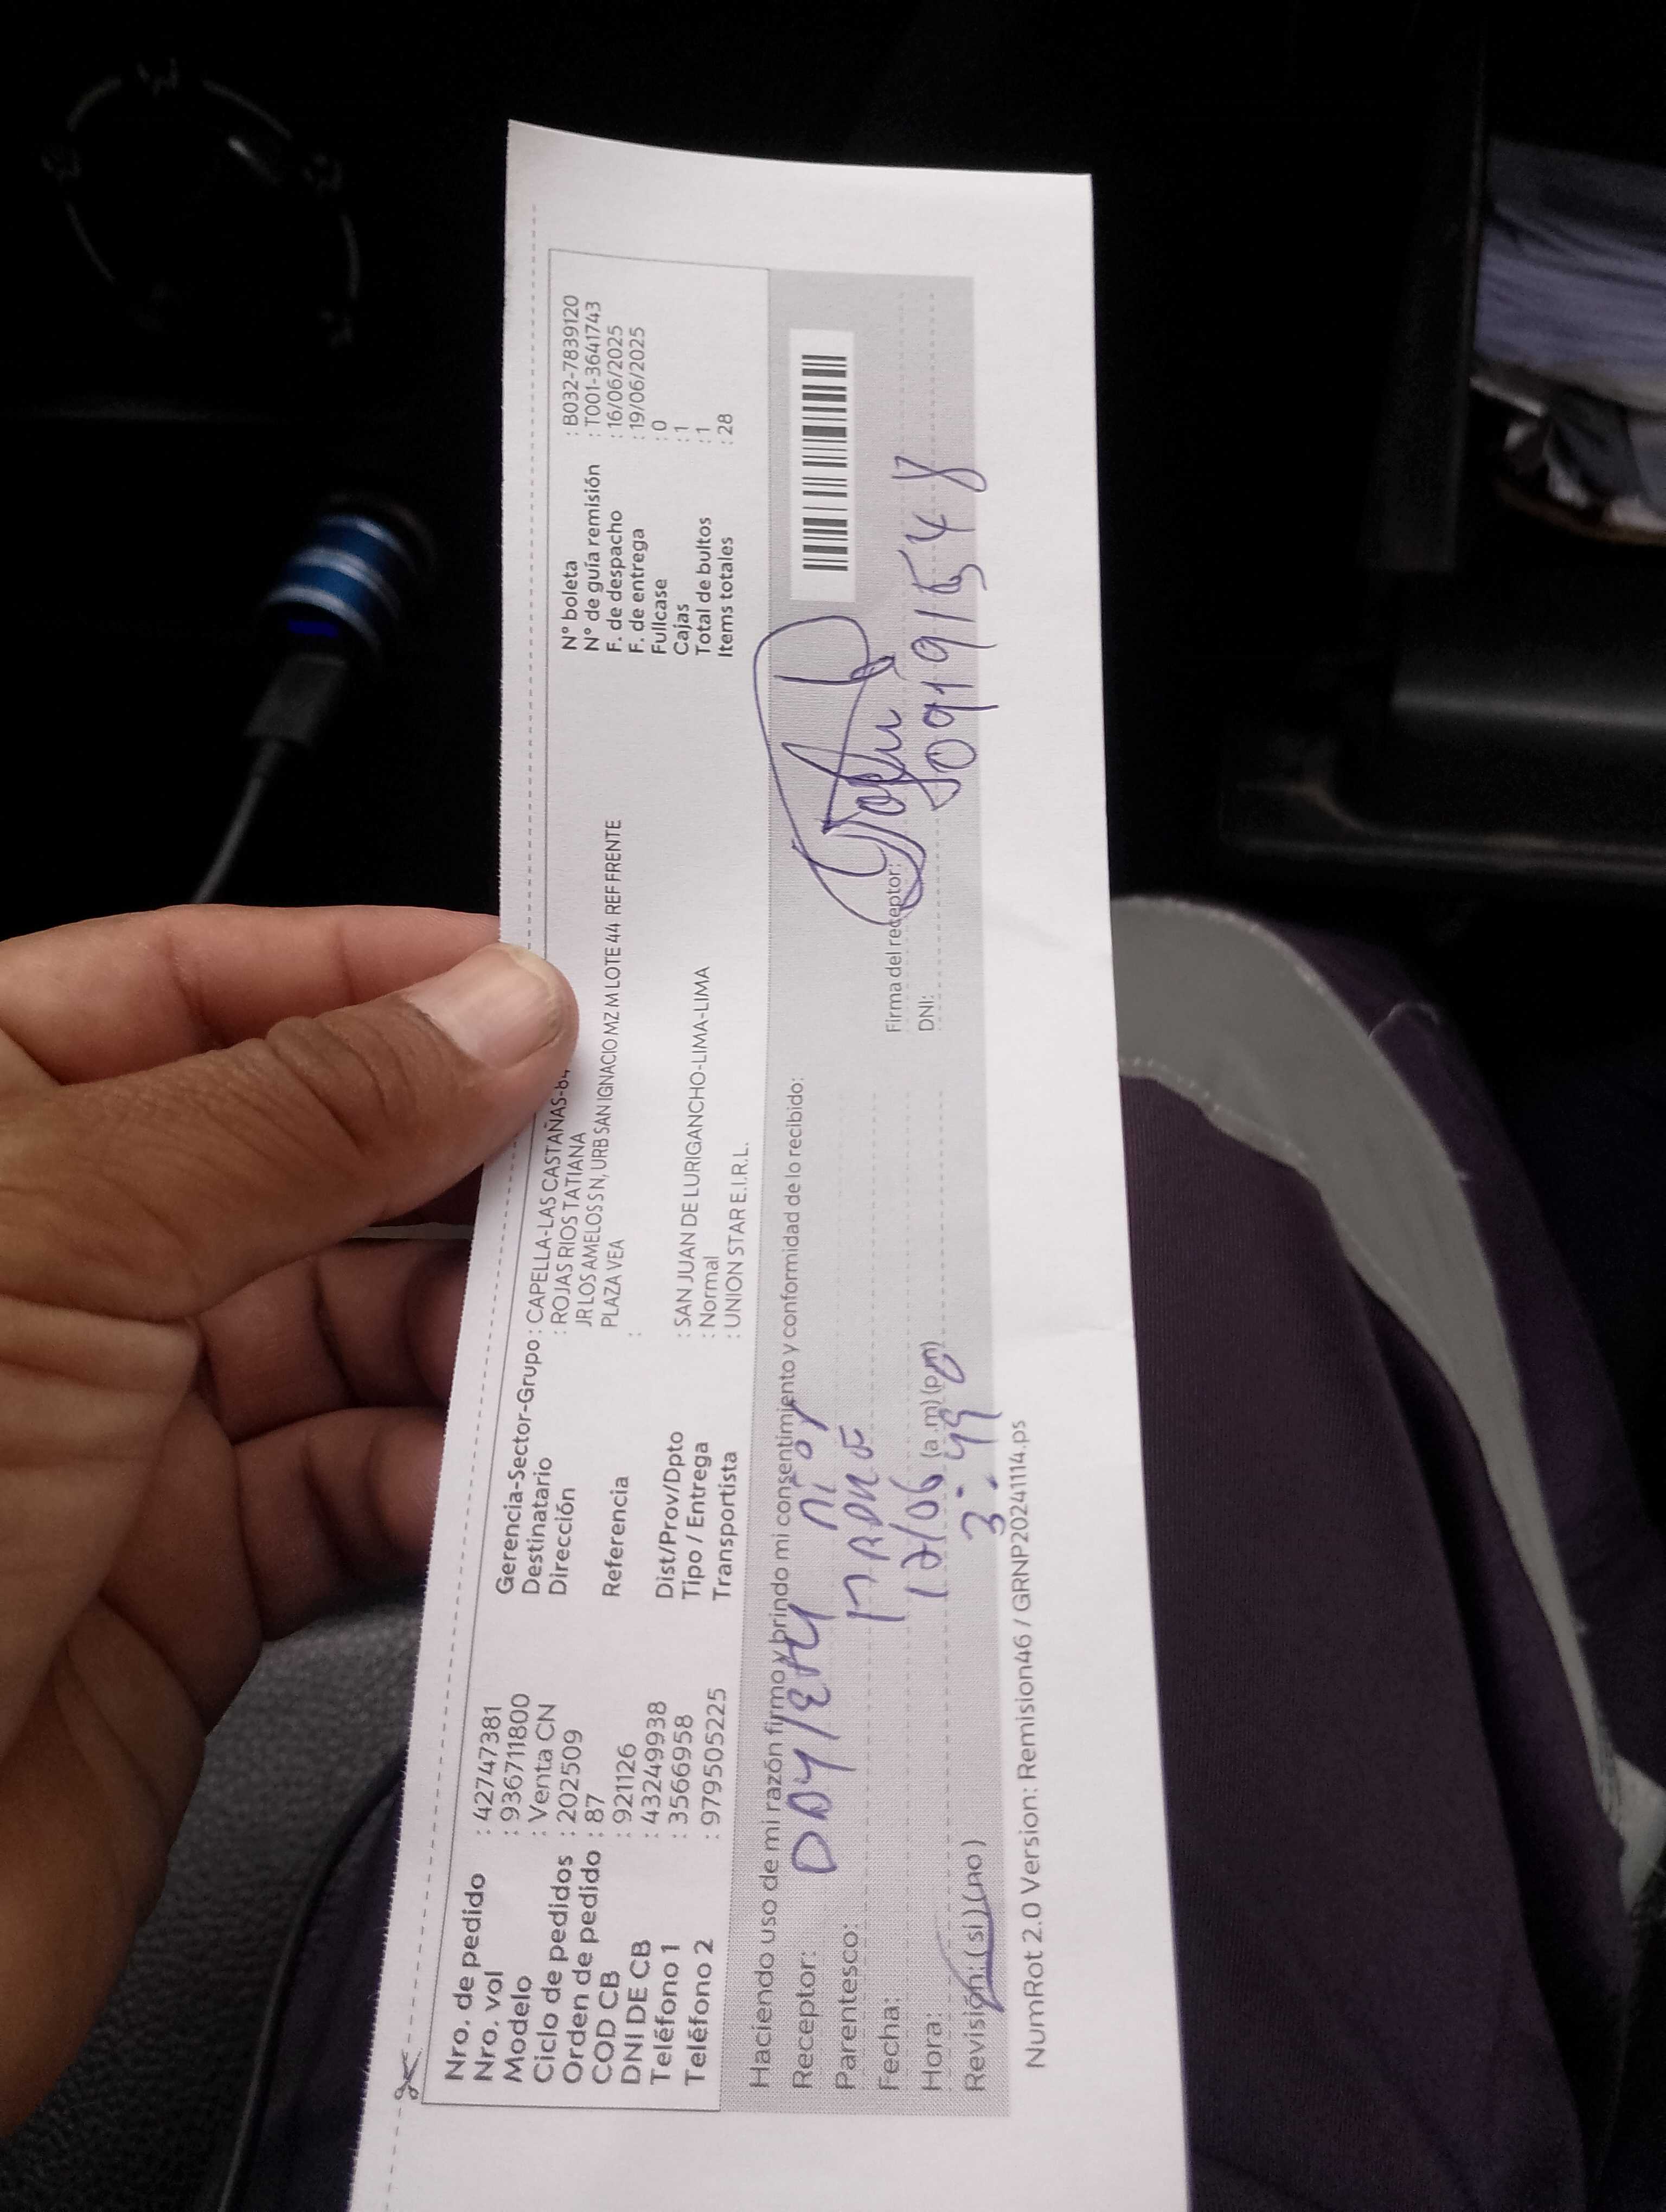 Nro. de pedido : 42747381
Nro. vol : 936711800
Modelo : Venta CN
Ciclo de pedidos : 202509
Orden de pedido : 87
COD CB : 921126
DNI DE CB : 43249938
Teléfono 1 : 3566958
Teléfono 2 : 979505225
Gerencia-Sector-Grupo : CAPELLA-LAS CASTAÑAS-
Destinatario : ROJAS RIOS TATIANA
Dirección JR LOS AMELOS S N, URB SAN IGNACIO MZ M LOTE 44 REF FRENTE
PLAZA VEA
Referencia :
Dist/Prov/Dpto : SAN JUAN DE LURIGANCHO-LIMA-LIMA
Tipo / Entrega : Normal
Transportista : UNION STAR E.I.R.L.
N° boleta : B032-7839120
N° de guía remisión : T001-3641743
F. de despacho : 16/06/2025
F. de entrega : 19/06/2025
Fullcase : 0
Cajas : 1
Total de bultos : 1
Items totales : 28
Haciendo uso de mi razón firmo y brindo mi consentimiento y conformidad de lo recibido:
Receptor:
Parentesco: MADRE
Fecha: 17/06
Hora: 3:49 (a.m) (p.m)
Revisión: (si) (no)
Firma del receptor:
DNI:
NumRot 2.0 Version: Remision46 / GRNP20241114.ps